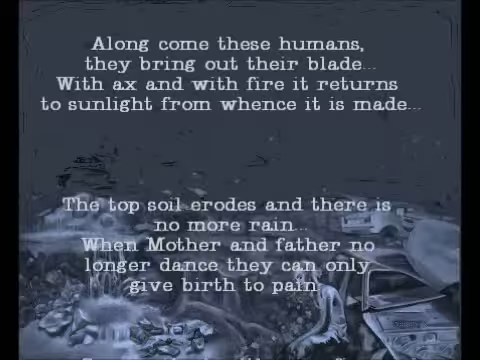 Along come these humans,
they bring out their blade...
With ax and with fire it returns
to sunlight from whence it is made...
The top soil erodes and there is
no more rain...
When Mother and father no
longer dance they can only
give birth to pain